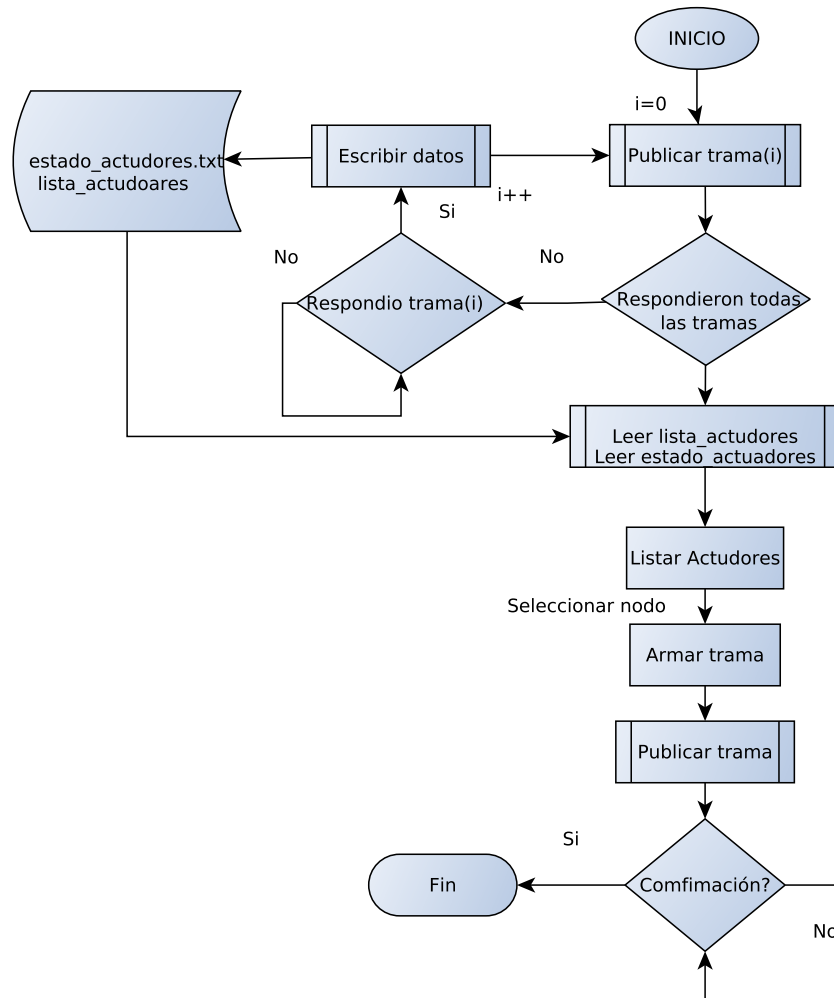 INICIO
i=0
Publicar trama(i)
Escribir datos
estado_actudores.txt
lista_actudoares
i++
Si
No
No
Respondio trama(i)
Respondieron todas
las tramas
Leer lista_actudores
Leer estado_actuadores
Listar Actudores
Seleccionar nodo
Armar trama
Publicar trama
Si
Fin
Comfimación?
No